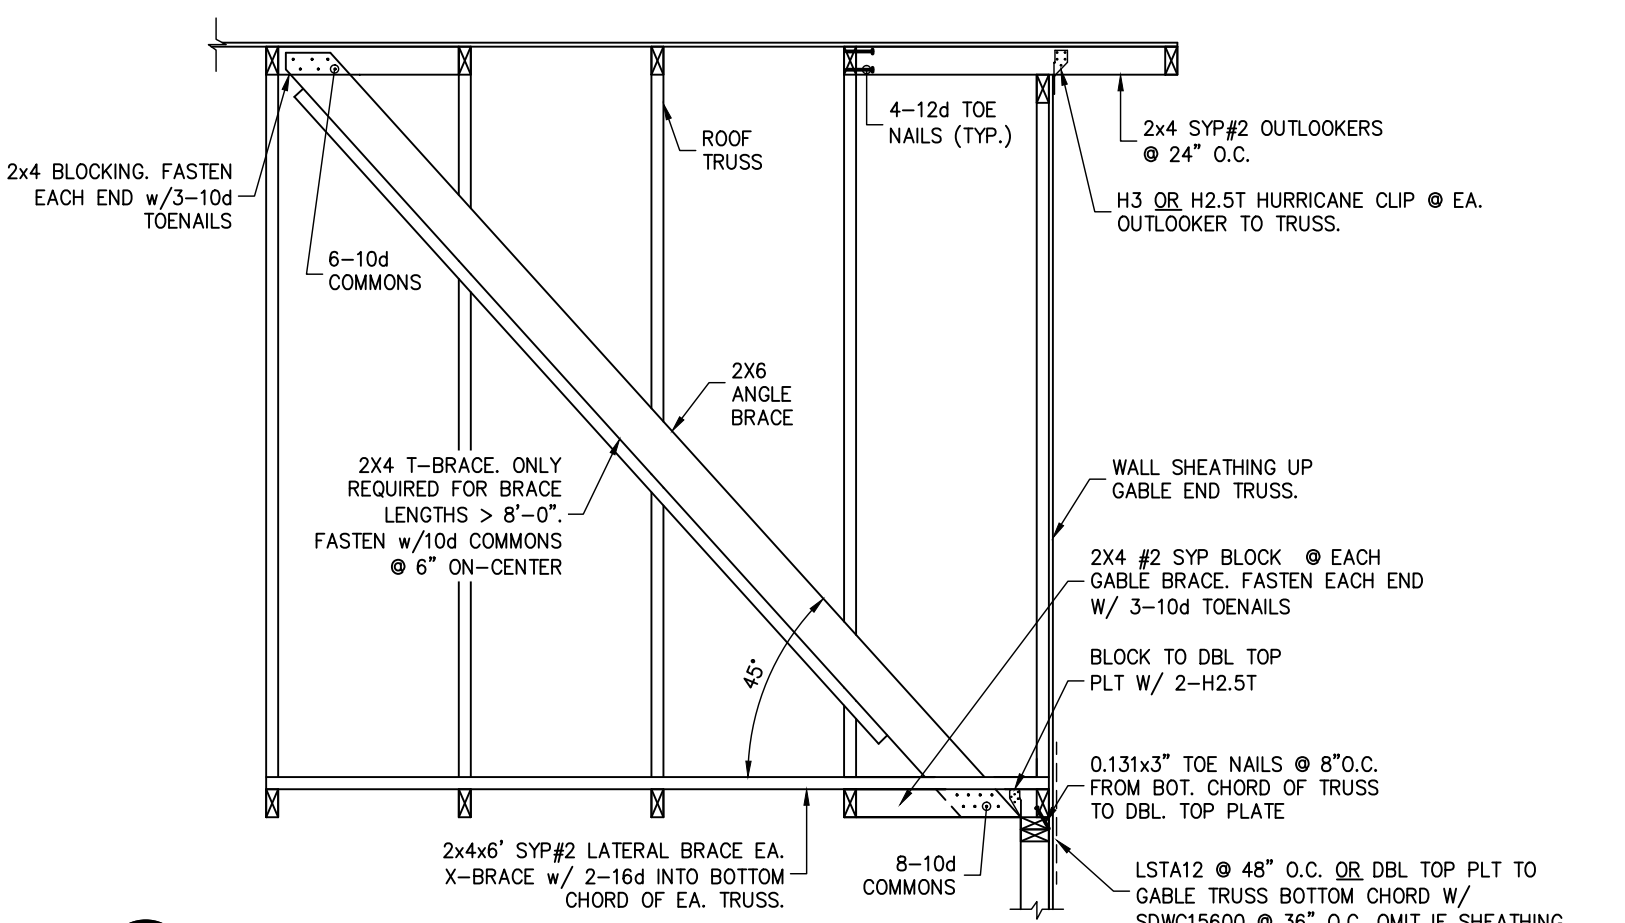 4–12d TOE
NAILS (TYP.)
ROOF
TRUSS
2x4 SYP#2 OUTLOOKERS
@ 24" O.C.
2x4 BLOCKING. FASTEN
EACH END w/3–10d
TOENAILS
H3 OR H2.5T HURRICANE CLIP @ EA.
OUTLOOKER TO TRUSS.
6–10d
COMMONS
2X6
ANGLE
BRACE
2X4 T–BRACE. ONLY
REQUIRED FOR BRACE
LENGTHS > 8'–0".
FASTEN w/10d COMMONS
@ 6" ON–CENTER
WALL SHEATHING UP
GABLE END TRUSS.
2X4 #2 SYP BLOCK @ EACH
GABLE BRACE. FASTEN EACH END
W/ 3–10d TOENAILS
45°
BLOCK TO DBL TOP
PLT W/ 2–H2.5T
0.131x3" TOE NAILS @ 8"O.C.
FROM BOT. CHORD OF TRUSS
TO DBL. TOP PLATE
2x4x6' SYP#2 LATERAL BRACE EA.
X–BRACE w/ 2–16d INTO BOTTOM
CHORD OF EA. TRUSS.
8–10d
COMMONS
LSTA12 @ 48" O.C. OR DBL TOP PLT TO
GABLE TRUSS BOTTOM CHORD W/
SDWC15600 @ 36" O.C. OMIT IF SHEATHING